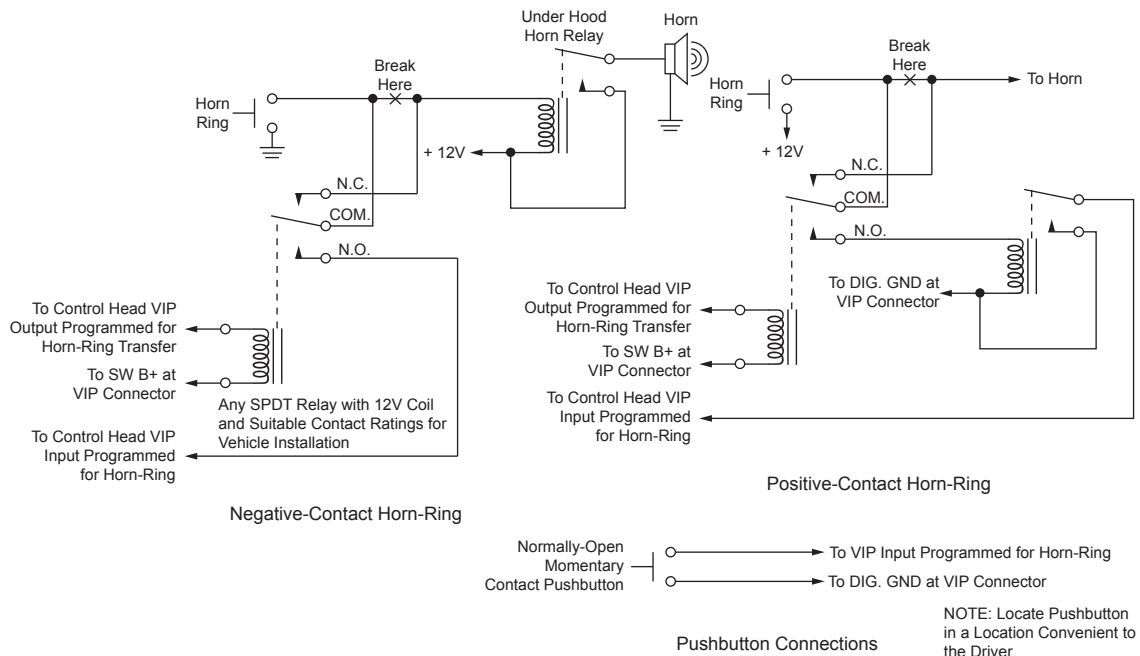 Under Hood
Horn Relay
Horn
Break
Here
Horn
Ring
+ 12V
N.C.
COM.
N.O.
To Control Head VIP
Output Programmed for
Horn-Ring Transfer
To SW B+ at
VIP Connector
Any SPDT Relay with 12V Coil
and Suitable Contact Ratings for
Vehicle Installation
To Control Head VIP
Input Programmed
for Horn-Ring
Negative-Contact Horn-Ring
Break
Here
To Horn
Horn
Ring
+ 12V
N.C.
COM.
N.O.
To DIG. GND at
VIP Connector
To Control Head VIP
Output Programmed for
Horn-Ring Transfer
To SW B+ at
VIP Connector
To Control Head VIP
Input Programmed
for Horn-Ring
Positive-Contact Horn-Ring
Normally-Open
Momentary
Contact Pushbutton
To VIP Input Programmed for Horn-Ring
To DIG. GND at VIP Connector
Pushbutton Connections
NOTE: Locate Pushbutton
in a Location Convenient to
the Driver